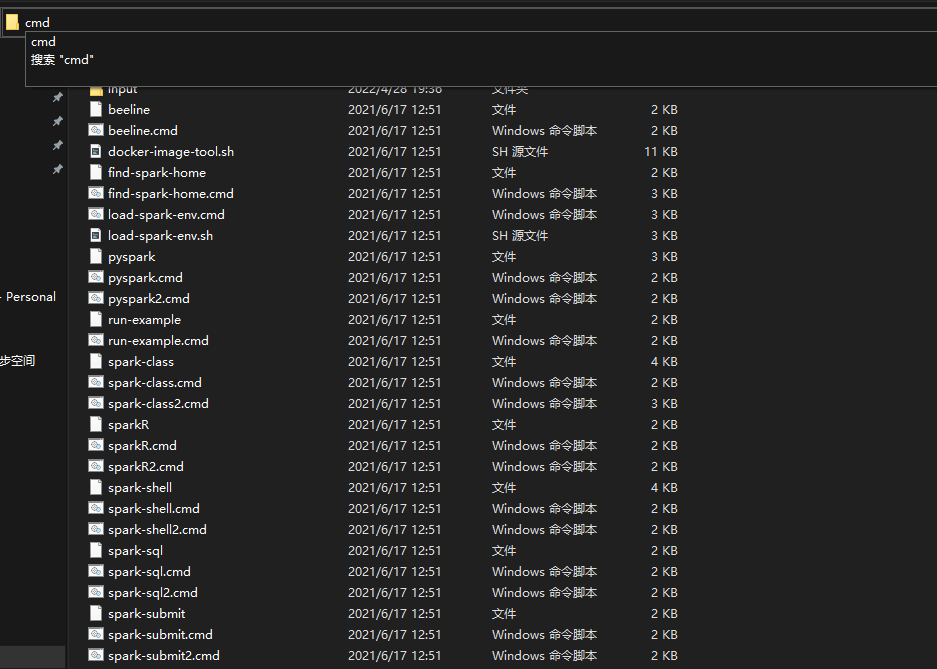 cmd
cmd
搜索 "cmd"
input 2022/4/28 19:36 文件夹
beeline 2021/6/17 12:51 文件 2 KB
beeline.cmd 2021/6/17 12:51 Windows 命令脚本 2 KB
docker-image-tool.sh 2021/6/17 12:51 SH 源文件 11 KB
find-spark-home 2021/6/17 12:51 文件 2 KB
find-spark-home.cmd 2021/6/17 12:51 Windows 命令脚本 3 KB
load-spark-env.cmd 2021/6/17 12:51 Windows 命令脚本 3 KB
load-spark-env.sh 2021/6/17 12:51 SH 源文件 3 KB
pyspark 2021/6/17 12:51 文件 3 KB
pyspark.cmd 2021/6/17 12:51 Windows 命令脚本 2 KB
- Personal
pyspark2.cmd 2021/6/17 12:51 Windows 命令脚本 2 KB
run-example 2021/6/17 12:51 文件 2 KB
run-example.cmd 2021/6/17 12:51 Windows 命令脚本 2 KB
步空间
spark-class 2021/6/17 12:51 文件 4 KB
spark-class.cmd 2021/6/17 12:51 Windows 命令脚本 2 KB
spark-class2.cmd 2021/6/17 12:51 Windows 命令脚本 3 KB
sparkR 2021/6/17 12:51 文件 2 KB
sparkR.cmd 2021/6/17 12:51 Windows 命令脚本 2 KB
sparkR2.cmd 2021/6/17 12:51 Windows 命令脚本 2 KB
spark-shell 2021/6/17 12:51 文件 4 KB
spark-shell.cmd 2021/6/17 12:51 Windows 命令脚本 2 KB
spark-shell2.cmd 2021/6/17 12:51 Windows 命令脚本 2 KB
spark-sql 2021/6/17 12:51 文件 2 KB
spark-sql.cmd 2021/6/17 12:51 Windows 命令脚本 2 KB
spark-sql2.cmd 2021/6/17 12:51 Windows 命令脚本 2 KB
spark-submit 2021/6/17 12:51 文件 2 KB
spark-submit.cmd 2021/6/17 12:51 Windows 命令脚本 2 KB
spark-submit2.cmd 2021/6/17 12:51 Windows 命令脚本 2 KB